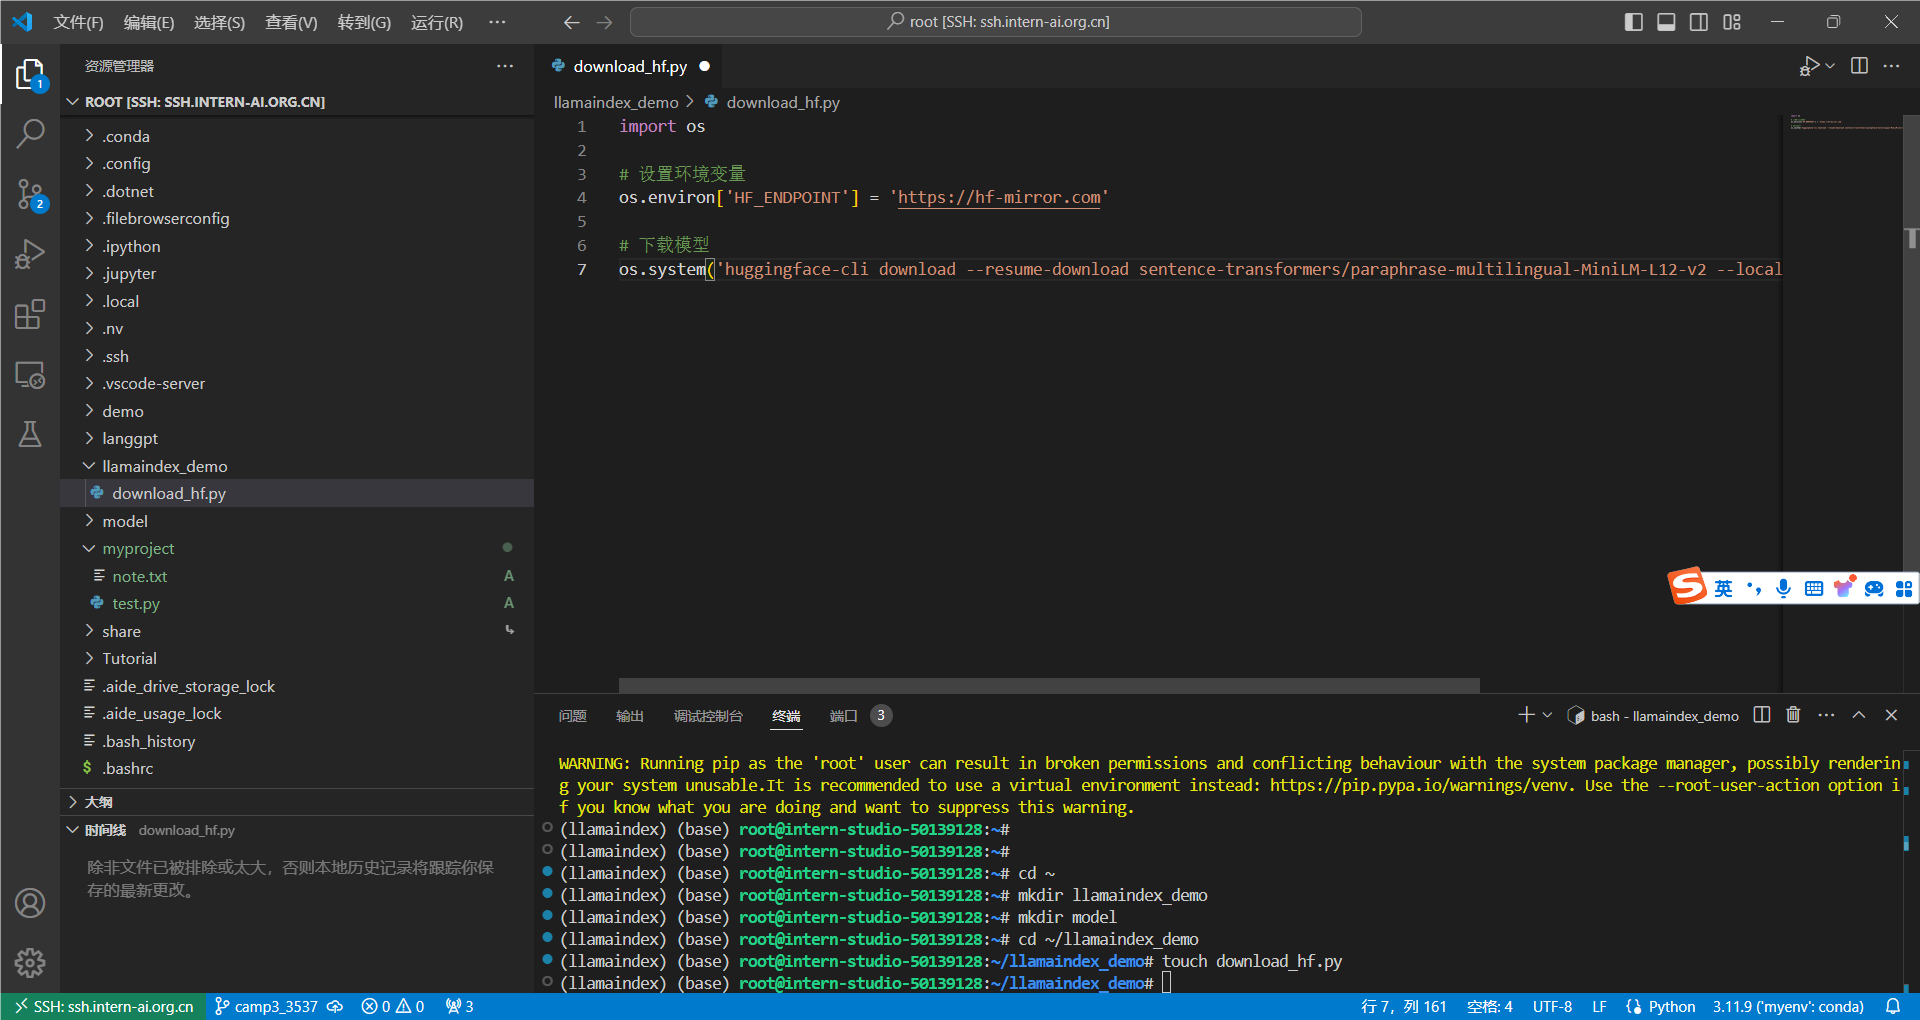 文件(F) 编辑(E) 选择(S) 查看(V) 转到(G) 运行(R) ··· root [SSH: ssh.intern-ai.org.cn]
资源管理器
ROOT [SSH: SSH.INTERN-AI.ORG.CN]
.conda
.config
.dotnet
.filebrowserconfig
.ipython
.jupyter
.local
.nv
.ssh
.vscode-server
demo
langgpt
llamaindex_demo
download_hf.py
model
myproject
note.txt A
test.py A
share
Tutorial
.aide_drive_storage_lock
.aide_usage_lock
.bash_history
$ .bashrc
大纲
时间线 download_hf.py
除非文件已被排除或太大，否则本地历史记录将跟踪你保
存的最新更改。
1
2
download_hf.py
llamaindex_demo > download_hf.py
1 import os
2
3 # 设置环境变量
4 os.environ['HF_ENDPOINT'] = 'https://hf-mirror.com'
5
6 # 下载模型
7 os.system('huggingface-cli download --resume-download sentence-transformers/paraphrase-multilingual-MiniLM-L12-v2 --local
英
问题 输出 调试控制台 终端 端口 3 bash - llamaindex_demo
WARNING: Running pip as the 'root' user can result in broken permissions and conflicting behaviour with the system package manager, possibly renderin
g your system unusable.It is recommended to use a virtual environment instead: https://pip.pypa.io/warnings/venv. Use the --root-user-action option i
f you know what you are doing and want to suppress this warning.
(llamaindex) (base) root@intern-studio-50139128:~#
(llamaindex) (base) root@intern-studio-50139128:~#
(llamaindex) (base) root@intern-studio-50139128:~# cd ~
(llamaindex) (base) root@intern-studio-50139128:~# mkdir llamaindex_demo
(llamaindex) (base) root@intern-studio-50139128:~# mkdir model
(llamaindex) (base) root@intern-studio-50139128:~# cd ~/llamaindex_demo
(llamaindex) (base) root@intern-studio-50139128:~/llamaindex_demo# touch download_hf.py
(llamaindex) (base) root@intern-studio-50139128:~/llamaindex_demo#
SSH: ssh.intern-ai.org.cn camp3_3537 0 0 3 行 7，列 161 空格: 4 UTF-8 LF Python 3.11.9 ('myenv': conda)